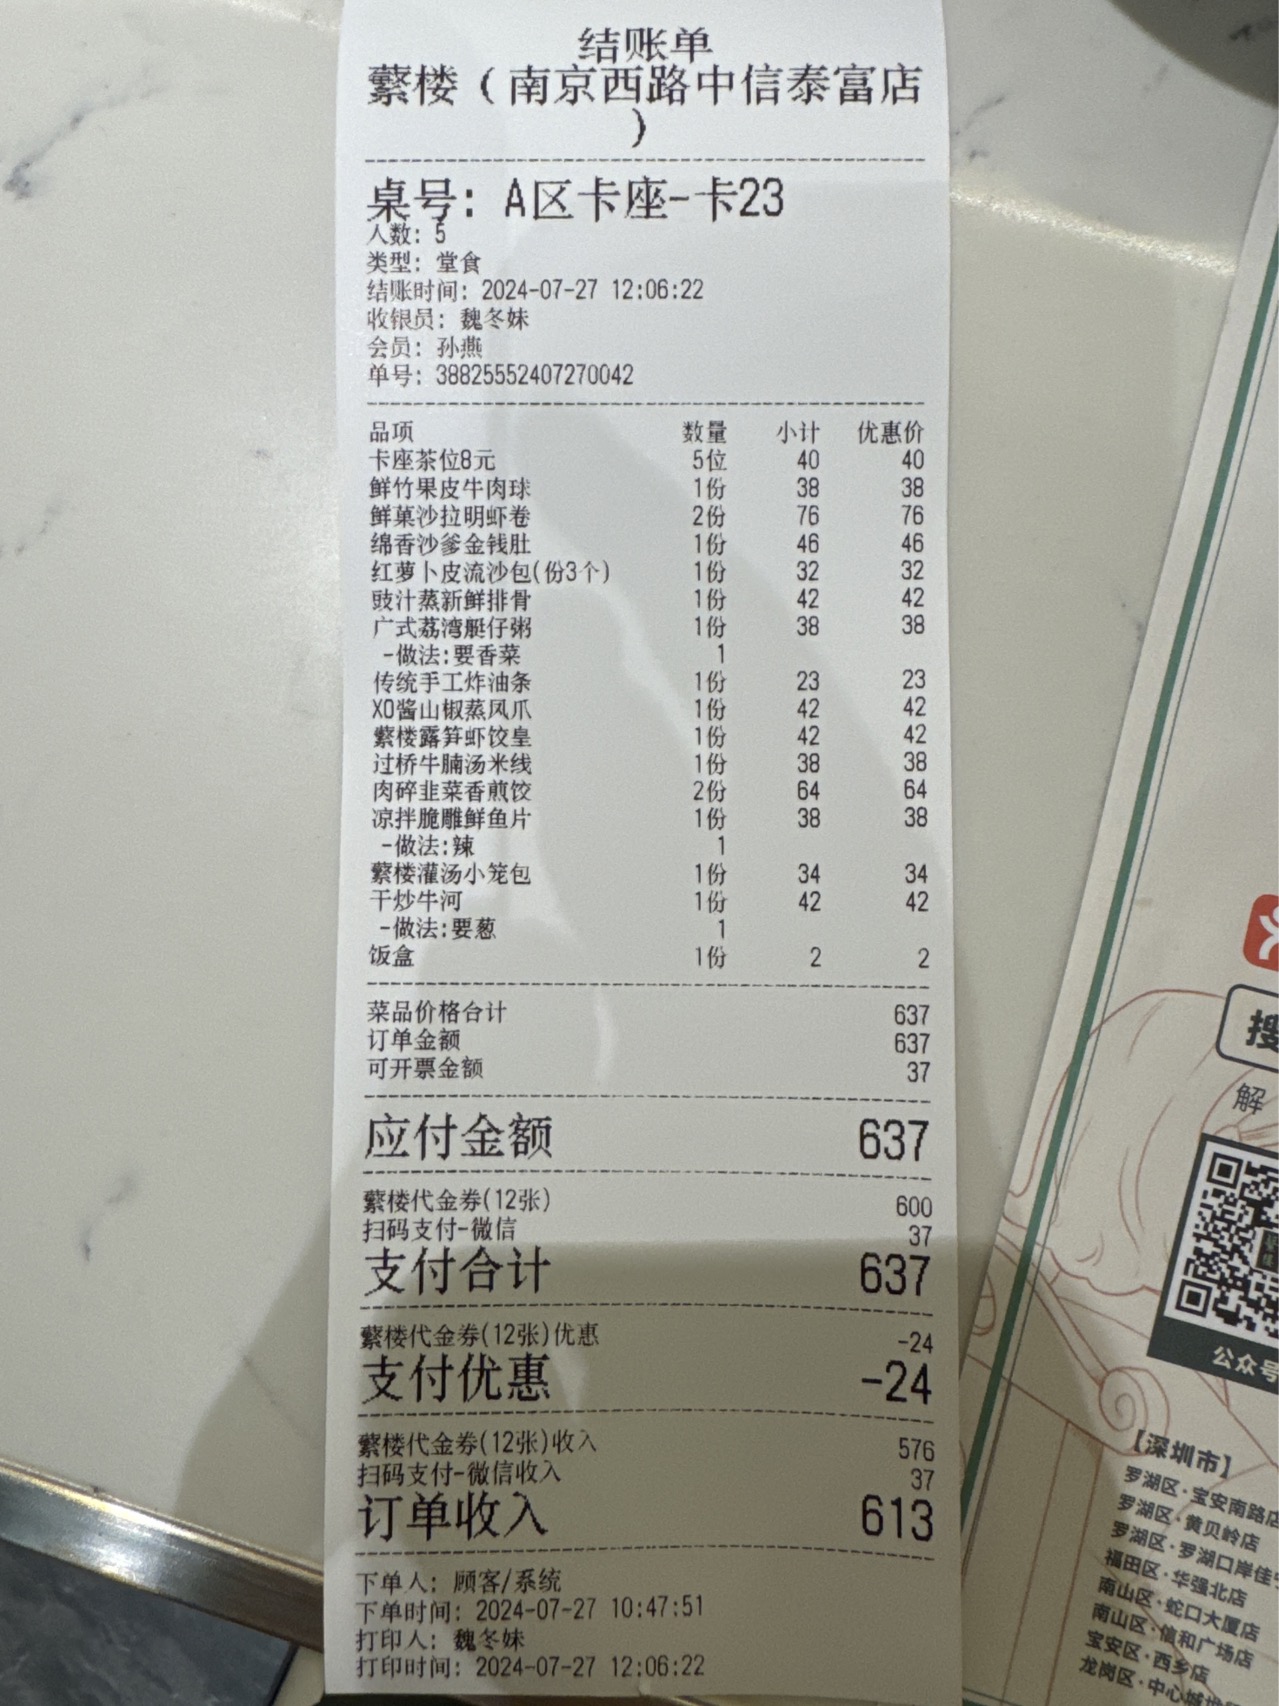 结账单
蘩楼（南京西路中信泰富店
）
桌号：A区卡座-卡23
人数：5
类型：堂食
结账时间：2024-07-27 12:06:22
收银员：魏冬妹
会员：孙燕
单号：38825552407270042
品项 数量 小计 优惠价
卡座茶位8元 5位 40 40
鲜竹果皮牛肉球 1份 38 38
鲜菓沙拉明虾卷 2份 76 76
绵香沙爹金钱肚 1份 46 46
红萝卜皮流沙包(份3个) 1份 32 32
豉汁蒸新鲜排骨 1份 42 42
广式荔湾艇仔粥 1份 38 38
-做法:要香菜 1
传统手工炸油条 1份 23 23
XO酱山椒蒸凤爪 1份 42 42
蘩楼露笋虾饺皇 1份 42 42
过桥牛腩汤米线 1份 38 38
肉碎韭菜香煎饺 2份 64 64
凉拌脆雕鲜鱼片 1份 38 38
-做法:辣 1
蘩楼灌汤小笼包 1份 34 34
干炒牛河 1份 42 42
-做法:要葱 1
饭盒 1份 2 2
菜品价格合计 637
订单金额 637
可开票金额 37
应付金额 637
蘩楼代金券(12张) 600
扫码支付-微信 37
支付合计 637
蘩楼代金券(12张)优惠 -24
支付优惠 -24
蘩楼代金券(12张)收入 576
扫码支付-微信收入 37
订单收入 613
下单人：顾客/系统
下单时间：2024-07-27 10:47:51
打印人：魏冬妹
打印时间：2024-07-27 12:06:22
搜
解
公众号
【深圳市】
罗湖区·宝安南路店
罗湖区·黄贝岭店
罗湖区·罗湖口岸佳
福田区·华强北店
南山区·蛇口大厦店
南山区·信和广场店
宝安区·西乡店
龙岗区·中心城